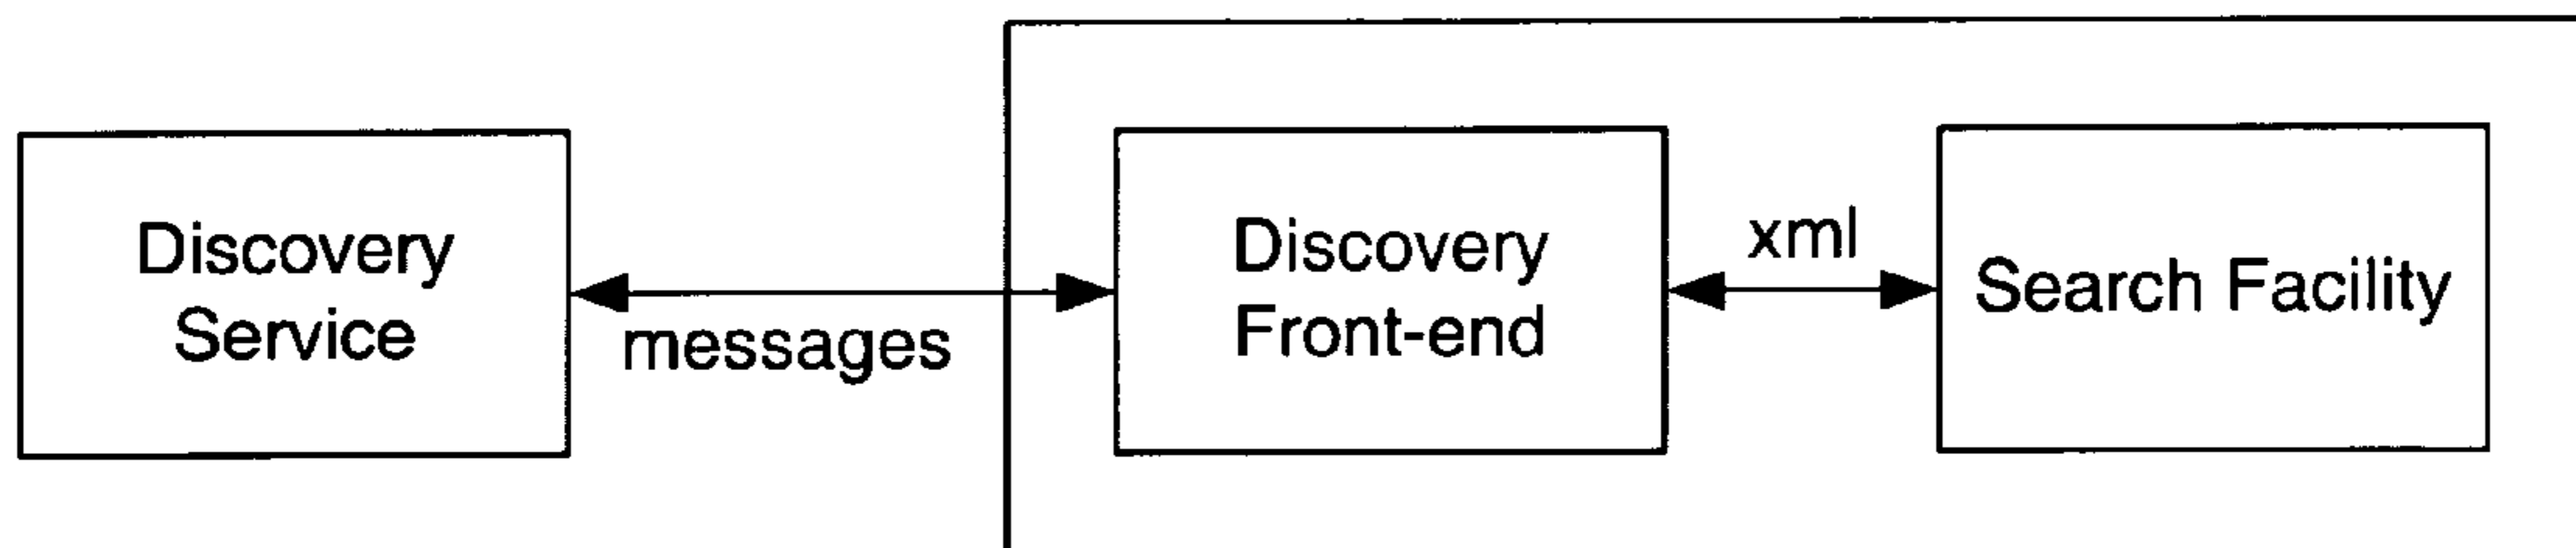 Discovery
Service
messages
Discovery
Front-end
xml
Search Facility